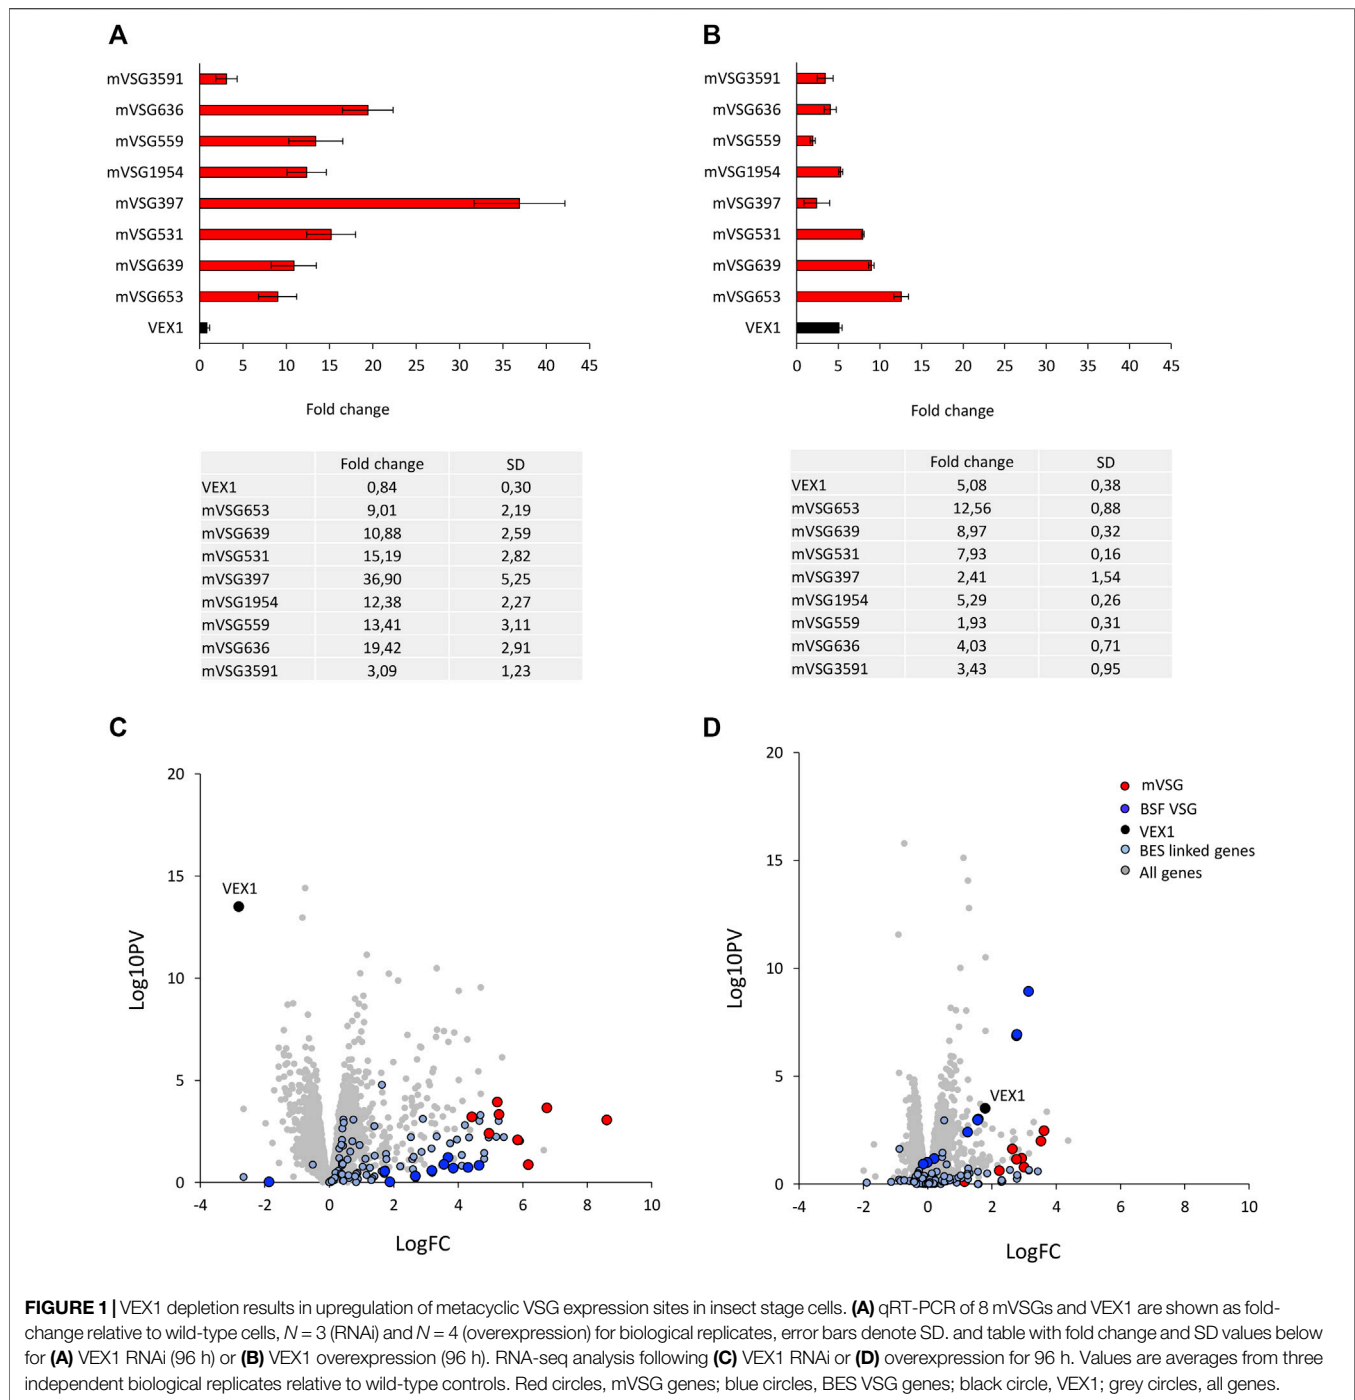 A
mVSG3591
mVSG636
mVSG559
mVSG1954
mVSG397
mVSG531
mVSG639
mVSG653
VEX1
0 5 10 15 20 25 30 35 40 45
Fold change
Fold change SD
VEX1 0,84 0,30
mVSG653 9,01 2,19
mVSG639 10,88 2,59
mVSG531 15,19 2,82
mVSG397 36,90 5,25
mVSG1954 12,38 2,27
mVSG559 13,41 3,11
mVSG636 19,42 2,91
mVSG3591 3,09 1,23
B
mVSG3591
mVSG636
mVSG559
mVSG1954
mVSG397
mVSG531
mVSG639
mVSG653
VEX1
0 5 10 15 20 25 30 35 40 45
Fold change
Fold change SD
VEX1 5,08 0,38
mVSG653 12,56 0,88
mVSG639 8,97 0,32
mVSG531 7,93 0,16
mVSG397 2,41 1,54
mVSG1954 5,29 0,26
mVSG559 1,93 0,31
mVSG636 4,03 0,71
mVSG3591 3,43 0,95
C
20
15
10
5
0
Log10PV
VEX1
-4 -2 0 2 4 6 8 10
LogFC
D
20
15
10
5
0
Log10PV
mVSG
BSF VSG
VEX1
BES linked genes
All genes
VEX1
-4 -2 0 2 4 6 8 10
LogFC
FIGURE 1 | VEX1 depletion results in upregulation of metacyclic VSG expression sites in insect stage cells. (A) qRT-PCR of 8 mVSGs and VEX1 are shown as fold-
change relative to wild-type cells, N = 3 (RNAi) and N = 4 (overexpression) for biological replicates, error bars denote SD. and table with fold change and SD values below
for (A) VEX1 RNAi (96 h) or (B) VEX1 overexpression (96 h). RNA-seq analysis following (C) VEX1 RNAi or (D) overexpression for 96 h. Values are averages from three
independent biological replicates relative to wild-type controls. Red circles, mVSG genes; blue circles, BES VSG genes; black circle, VEX1; grey circles, all genes.